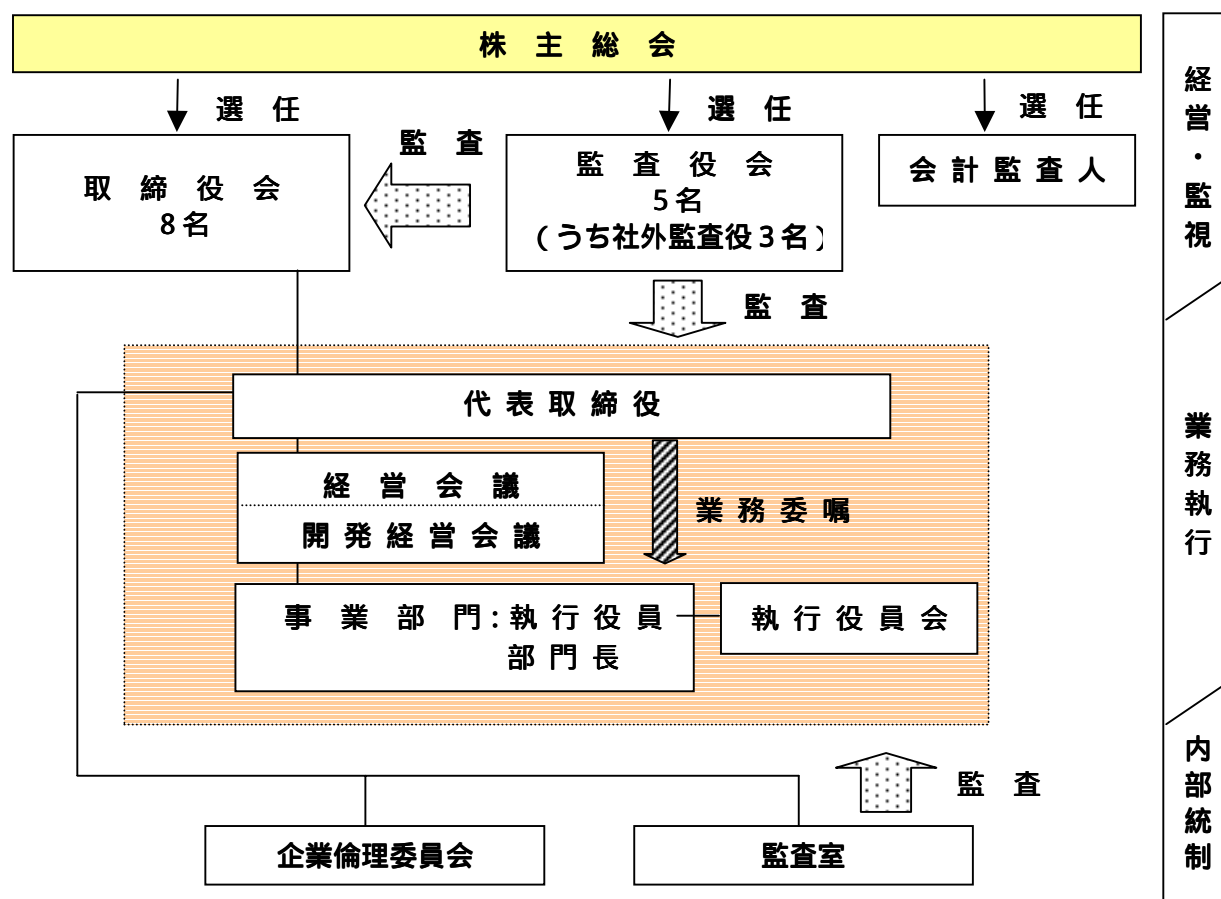 株主総会
選任
選任
選任
取締役会
8名
監査
監査役会
5名
(うち社外監査役3名)
会計監査人
監査
代表取締役
経営会議
開発経営会議
業務委嘱
事業部門:執行役員
部門長
執行役員会
監査
企業倫理委員会
監査室
経営・監視
業務執行
内部統制